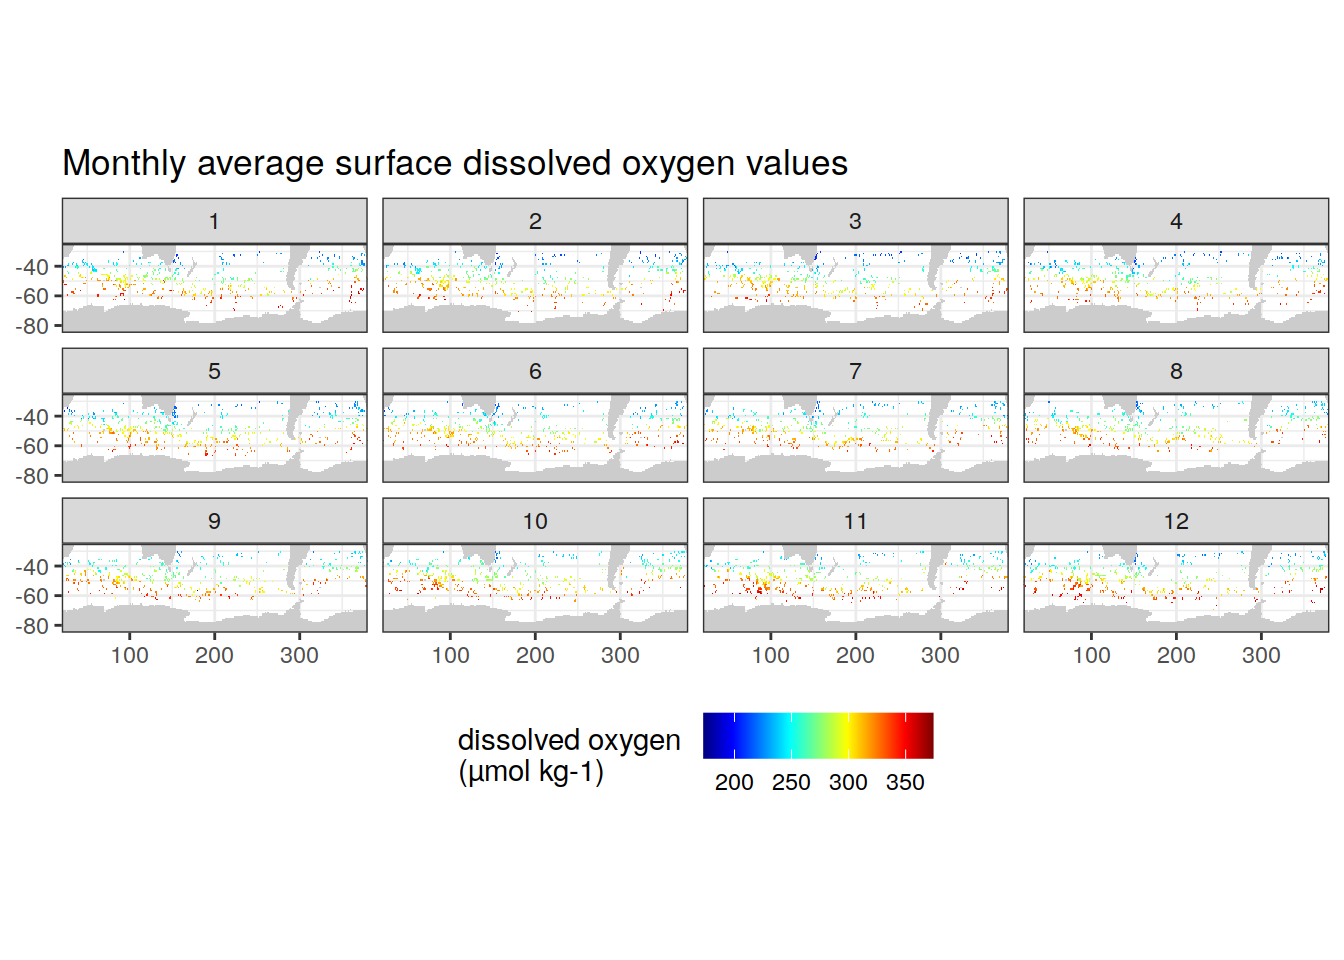 Monthly average surface dissolved oxygen values
1 2 3 4
-40
-60
-80
5 6 7 8
-40
-60
-80
9 10 11 12
-40
-60
-80
100 200 300 100 200 300 100 200 300 100 200 300
dissolved oxygen
(μmol kg-1)
200 250 300 350